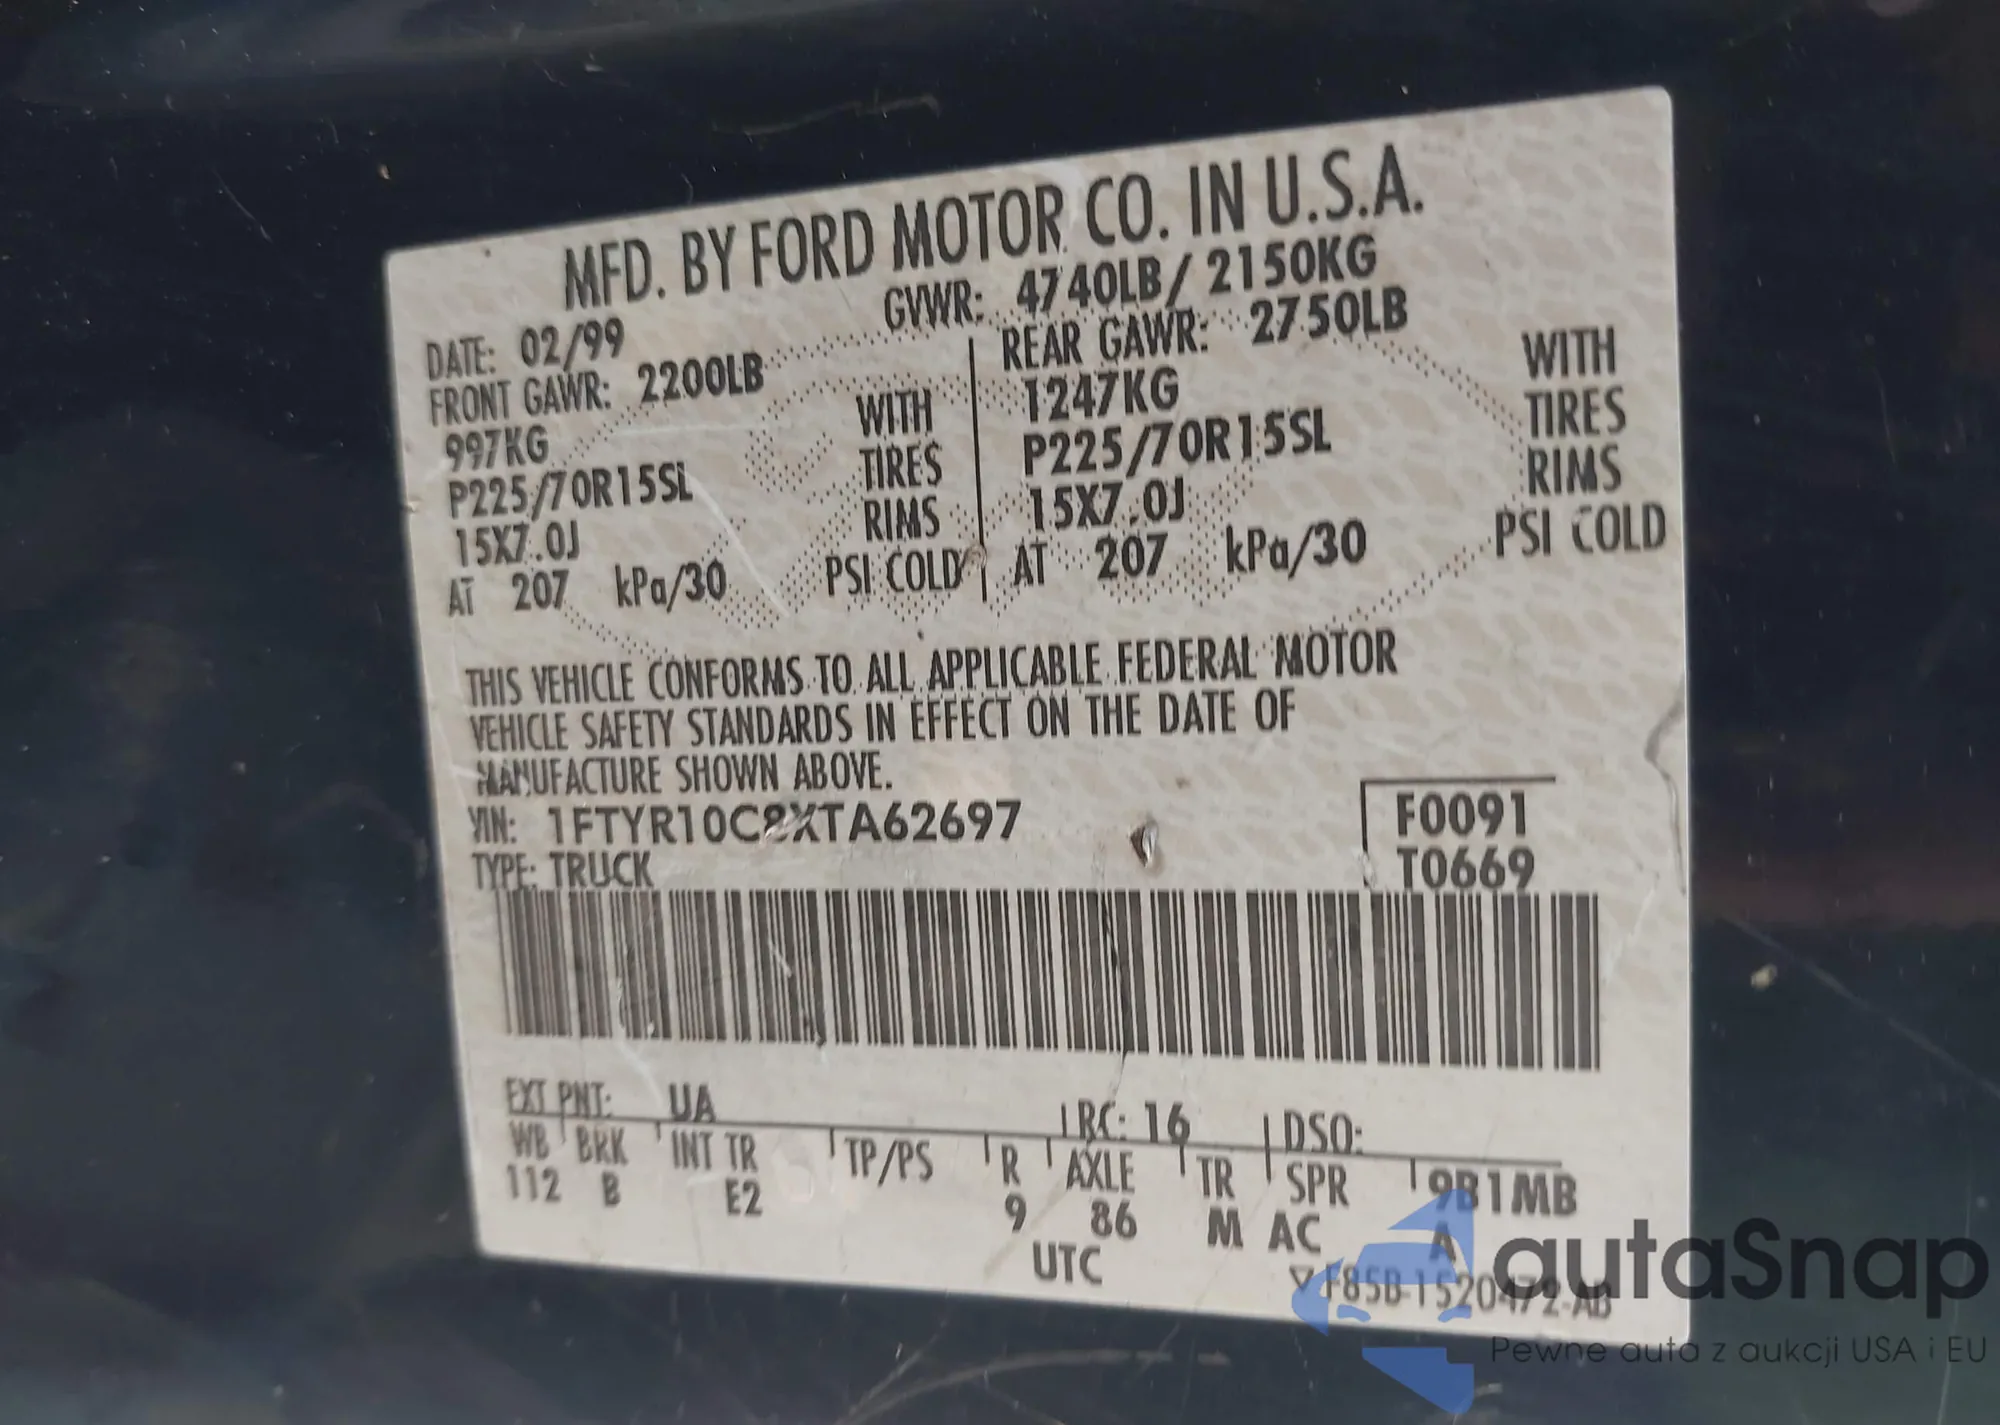 MFD. BY FORD MOTOR CO. IN U.S.A.
DATE: 02/99 GVWR: 4740LB/ 2150KG
FRONT GAWR: 2200LB REAR GAWR: 2750LB
997KG WITH 1247KG WITH
P225/70R15SL TIRES P225/70R15SL TIRES
15X7.0J RIMS 15X7.0J RIMS
AT 207 kPa/30 PSI COLD AT 207 kPa/30 PSI COLD
THIS VEHICLE CONFORMS TO ALL APPLICABLE FEDERAL MOTOR
VEHICLE SAFETY STANDARDS IN EFFECT ON THE DATE OF
MANUFACTURE SHOWN ABOVE.
VIN: 1FTYR10C8XTA62697 F0091
TYPE: TRUCK T0669
EXT PNT: UA RC: 16 DSO:
WB BRK INT TR TP/PS R AXLE TR SPR 9B1MB
112 B E2 9 86 M AC A
UTC F85B-1520472-AB
autaSnap
Pewne auta z aukcji USA i EU